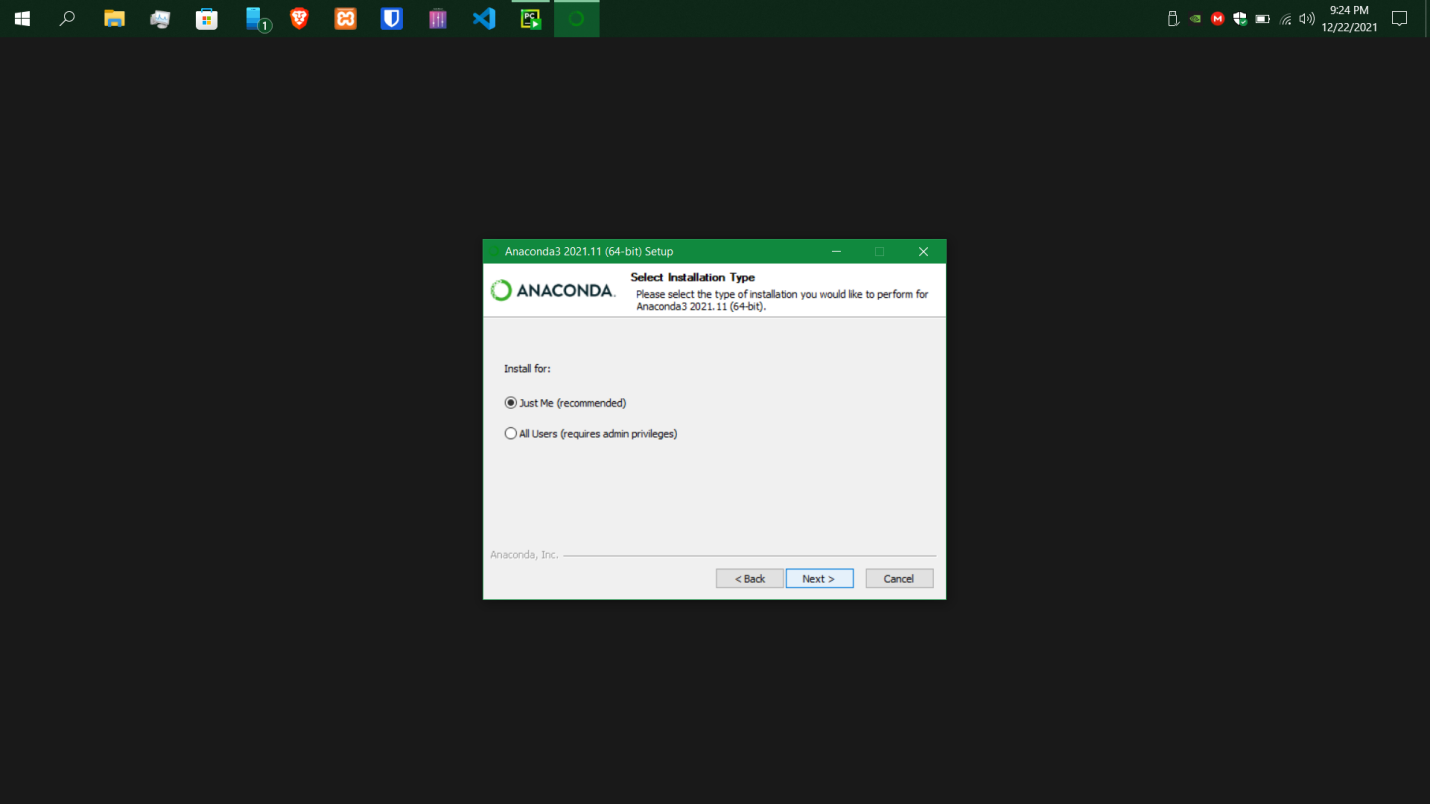 1
PC
M
9:24 PM
12/22/2021
Anaconda3 2021.11 (64-bit) Setup
ANACONDA.
Select Installation Type
Please select the type of installation you would like to perform for
Anaconda3 2021.11 (64-bit).
Install for:
Just Me (recommended)
All Users (requires admin privileges)
Anaconda, Inc.
< Back
Next >
Cancel